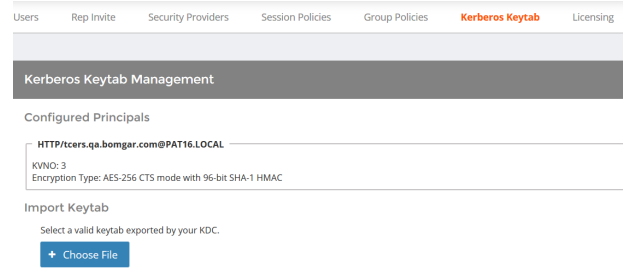 Users Rep Invite Security Providers Session Policies Group Policies Kerberos Keytab Licensing
Kerberos Keytab Management
Configured Principals
HTTP/tcers.qa.bomgar.com@PAT16.LOCAL
KVNO: 3
Encryption Type: AES-256 CTS mode with 96-bit SHA-1 HMAC
Import Keytab
Select a valid keytab exported by your KDC.
+ Choose File